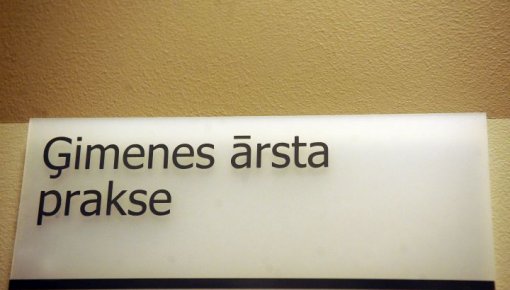 Ģimenes ārsta
prakse